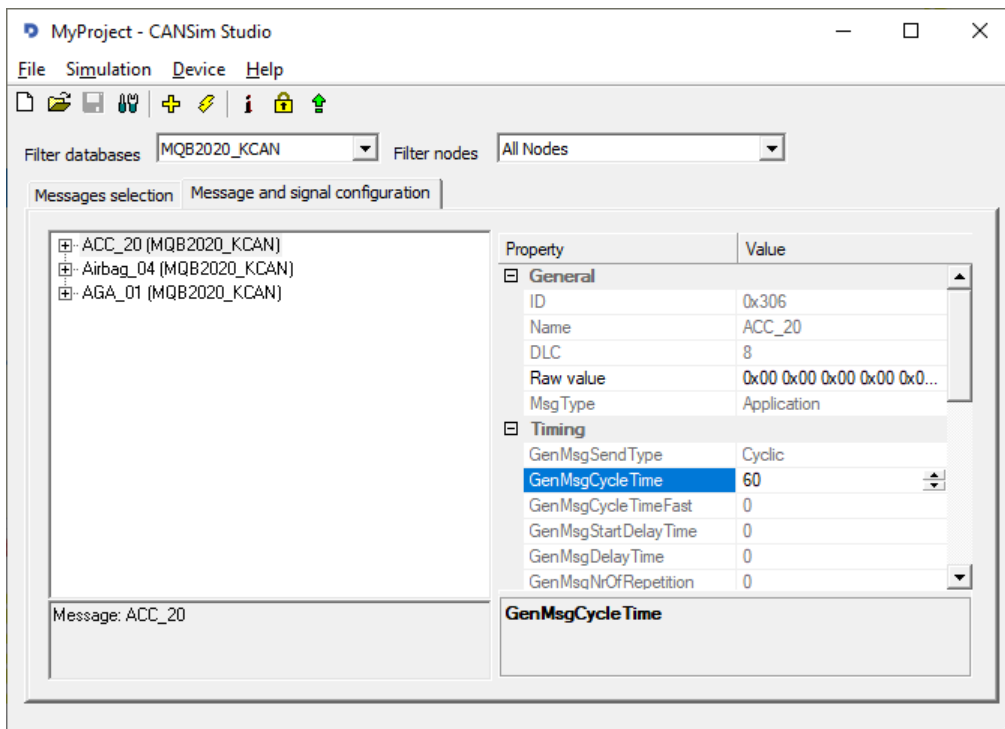 MyProject - CANSim Studio
File Simulation Device Help
Filter databases MQB2020_KCAN Filter nodes All Nodes
Messages selection Message and signal configuration
ACC_20 (MQB2020_KCAN)
Airbag_04 (MQB2020_KCAN)
AGA_01 (MQB2020_KCAN)
Message: ACC_20
Property Value
General
ID 0x306
Name ACC_20
DLC 8
Raw value 0x00 0x00 0x00 0x00 0x0...
MsgType Application
Timing
GenMsgSendType Cyclic
GenMsgCycleTime 60
GenMsgCycleTimeFast 0
GenMsgStartDelayTime 0
GenMsgDelayTime 0
GenMsgNrOfRepetition 0
GenMsgCycleTime